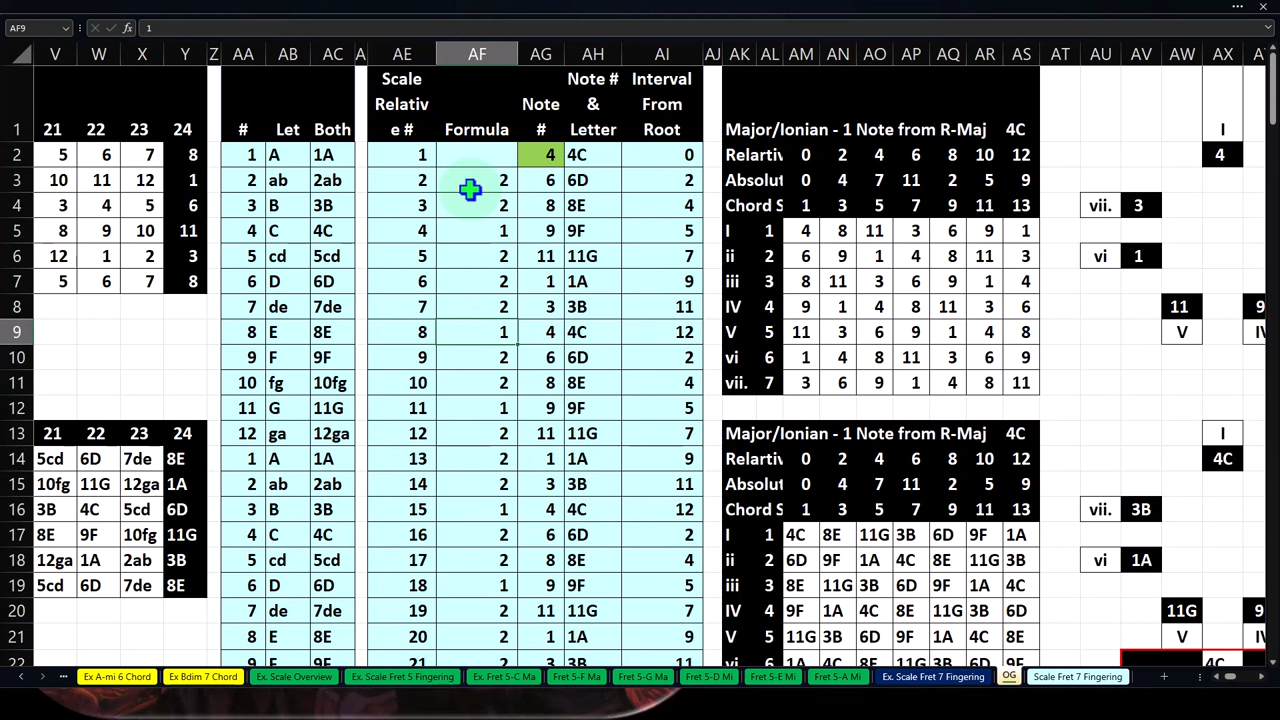 AF9 fx 1
V W X Y Z AA AB AC A AE AF AG AH AI AJ AK AL AM AN AO AP AQ AR AS AT AU AV AW AX
Scale Note # Interval
Relativ Note & From
1 21 22 23 24 # Let Both e # Formula # Letter Root Major/Ionian - 1 Note from R-Maj 4C I
2 5 6 7 8 1 A 1A 1 4 4C 0 Relartiv 0 2 4 6 8 10 12 4
3 10 11 12 1 2 ab 2ab 2 2 6 6D 2 Absolut 0 4 7 11 2 5 9
4 3 4 5 6 3 B 3B 3 2 8 8E 4 Chord S 1 3 5 7 9 11 13 vii. 3
5 8 9 10 11 4 C 4C 4 1 9 9F 5 I 1 4 8 11 3 6 9 1
6 12 1 2 3 5 cd 5cd 5 2 11 11G 7 ii 2 6 9 1 4 8 11 3 vi 1
7 5 6 7 8 6 D 6D 6 2 1 1A 9 iii 3 8 11 3 6 9 1 4
8 7 de 7de 7 2 3 3B 11 IV 4 9 1 4 8 11 3 6 11 9
9 8 E 8E 8 1 4 4C 12 V 5 11 3 6 9 1 4 8 V IV
10 9 F 9F 9 2 6 6D 2 vi 6 1 4 8 11 3 6 9
11 10 fg 10fg 10 2 8 8E 4 vii. 7 3 6 9 1 4 8 11
12 11 G 11G 11 1 9 9F 5
13 21 22 23 24 12 ga 12ga 12 2 11 11G 7 Major/Ionian - 1 Note from R-Maj 4C I
14 5cd 6D 7de 8E 1 A 1A 13 2 1 1A 9 Relartiv 0 2 4 6 8 10 12 4C
15 10fg 11G 12ga 1A 2 ab 2ab 14 2 3 3B 11 Absolut 0 4 7 11 2 5 9
16 3B 4C 5cd 6D 3 B 3B 15 1 4 4C 12 Chord S 1 3 5 7 9 11 13 vii. 3B
17 8E 9F 10fg 11G 4 C 4C 16 2 6 6D 2 I 1 4C 8E 11G 3B 6D 9F 1A
18 12ga 1A 2ab 3B 5 cd 5cd 17 2 8 8E 4 ii 2 6D 9F 1A 4C 8E 11G 3B vi 1A
19 5cd 6D 7de 8E 6 D 6D 18 1 9 9F 5 iii 3 8E 11G 3B 6D 9F 1A 4C
20 7 de 7de 19 2 11 11G 7 IV 4 9F 1A 4C 8E 11G 3B 6D 11G 9
21 8 E 8E 20 2 1 1A 9 V 5 11G 3B 6D 9F 1A 4C 8E V IV
22 9 F 9F 21 2 3 3B 11 vi 6 1A 4C 8E 11G 3B 6D 9F 4C
Ex A-mi 6 Chord Ex Bdim 7 Chord Ex. Scale Overview Ex. Scale Fret 5 Fingering Ex. Fret 5-C Ma Fret 5-F Ma Fret 5-G Ma Fret 5-D Mi Fret 5-E Mi Fret 5-A Mi Ex. Scale Fret 7 Fingering OG Scale Fret 7 Fingering